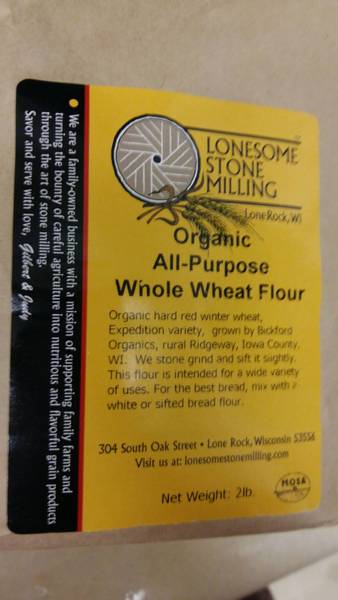 LONESOME
STONE
MILLING
Lone Rock, WI
Organic
All-Purpose
Whole Wheat Flour
Organic hard red winter wheat,
Expedition variety, grown by Bickford
Organics, rural Ridgeway, Iowa County,
WI. We stone grind and sift it slightly.
This flour is intended for a wide variety
of uses. For the best bread, mix with a
white or sifted bread flour.
304 South Oak Street • Lone Rock, Wisconsin 53556
Visit us at: lonesomestonemilling.com
Net Weight: 2lb.
MOSA
• We are a family-owned business with a mission of supporting family farms and
turning the bounty of careful agriculture into nutritious and flavorful grain products
through the art of stone milling.
Savor and serve with love, Gilbert & Judy